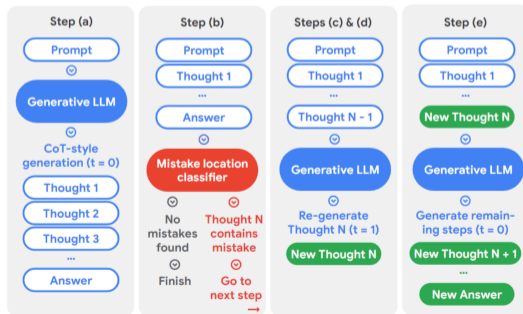 Step (a)
Prompt
Generative LLM
CoT-style
generation (t = 0)
Thought 1
Thought 2
Thought 3
...
Answer
Step (b)
Prompt
Thought 1
...
Answer
Mistake location
classifier
No
mistakes
found
Finish
Thought N
contains
mistake
Go to
next step
→
Steps (c) & (d)
Prompt
Thought 1
...
Thought N - 1
Generative LLM
Re-generate
Thought N (t = 1)
New Thought N
Step (e)
Prompt
Thought 1
...
New Thought N
Generative LLM
Generate remain-
ing steps (t = 0)
New Thought N + 1
...
New Answer